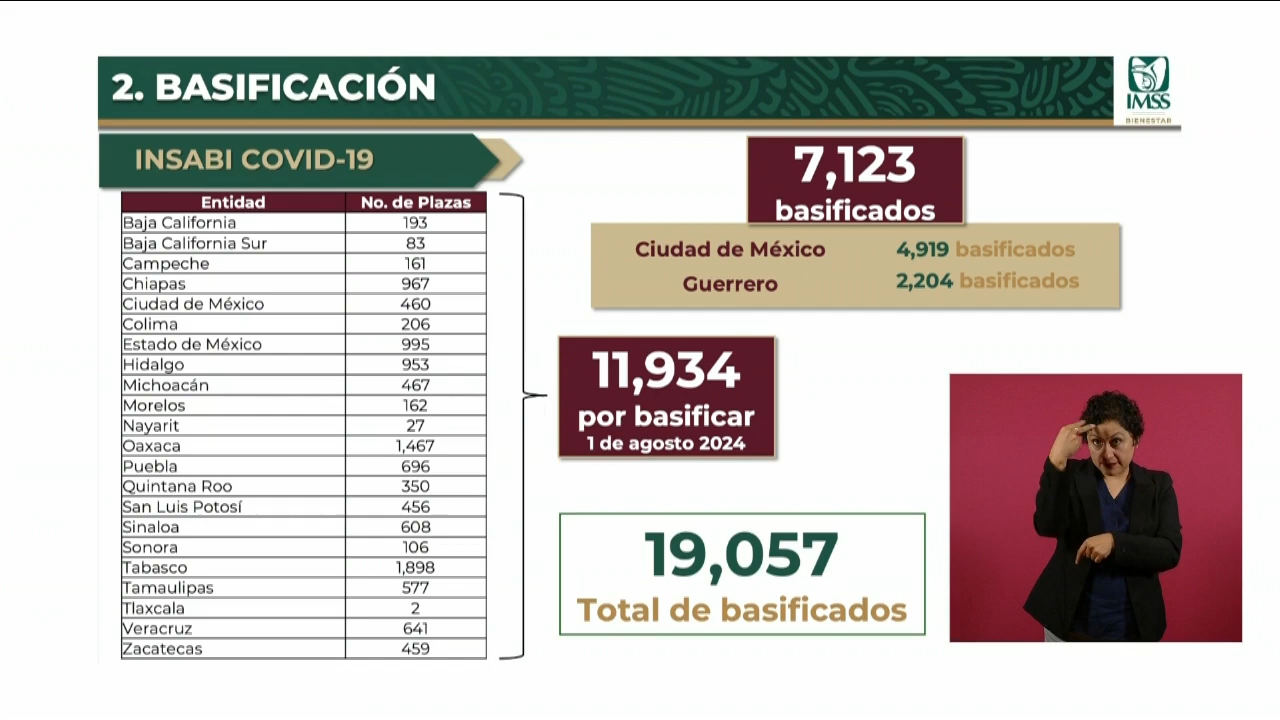 2. BASIFICACIÓN
IMSS
BIENESTAR
INSABI COVID-19
Entidad No. de Plazas
Baja California 193
Baja California Sur 83
Campeche 161
Chiapas 967
Ciudad de México 460
Colima 206
Estado de México 995
Hidalgo 953
Michoacán 467
Morelos 162
Nayarit 27
Oaxaca 1,467
Puebla 696
Quintana Roo 350
San Luis Potosí 456
Sinaloa 608
Sonora 106
Tabasco 1,898
Tamaulipas 577
Tlaxcala 2
Veracruz 641
Zacatecas 459
7,123
basificados
Ciudad de México 4,919 basificados
Guerrero 2,204 basificados
11,934
por basificar
1 de agosto 2024
19,057
Total de basificados